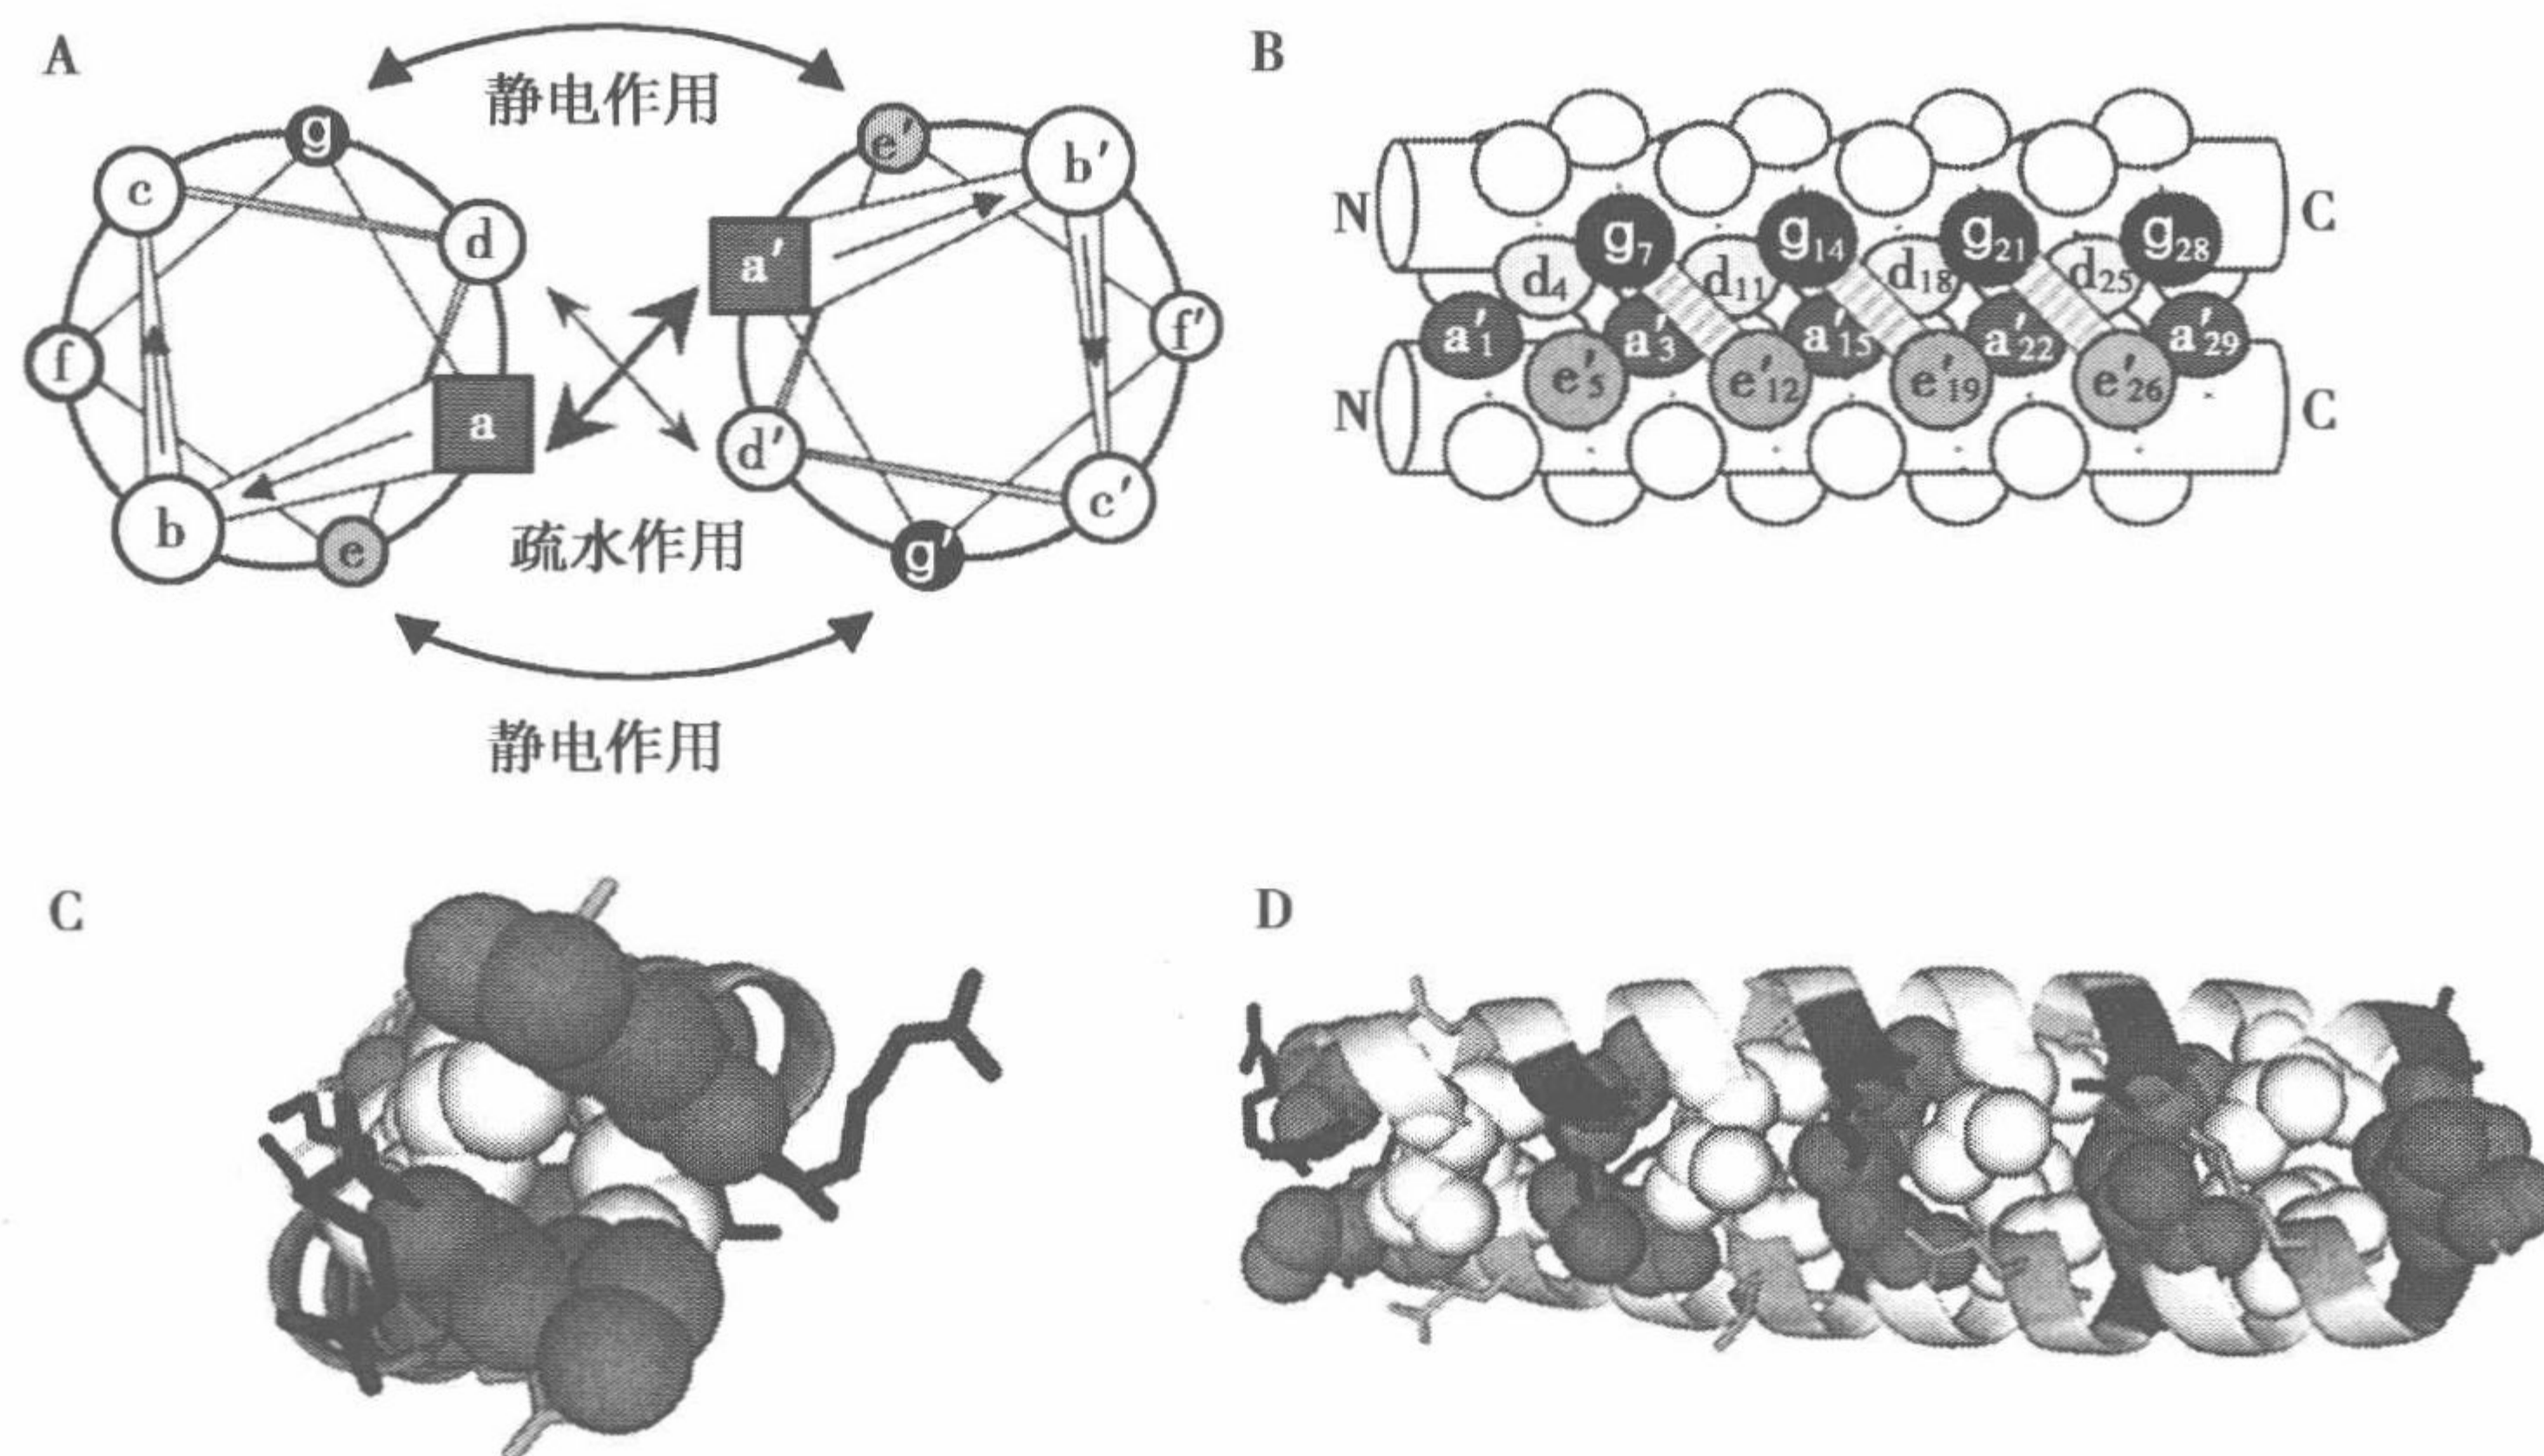 A
静电作用
g
e′
c
b′
d
a′
f
f′
a
d′
c′
b
e
g′
疏水作用
静电作用
B
N
C
g7 g14 g21 g28
d4 d11 d18 d25
a′1 a′3 a′15 a′22 a′29
e′5 e′12 e′19 e′26
N
C
C
D